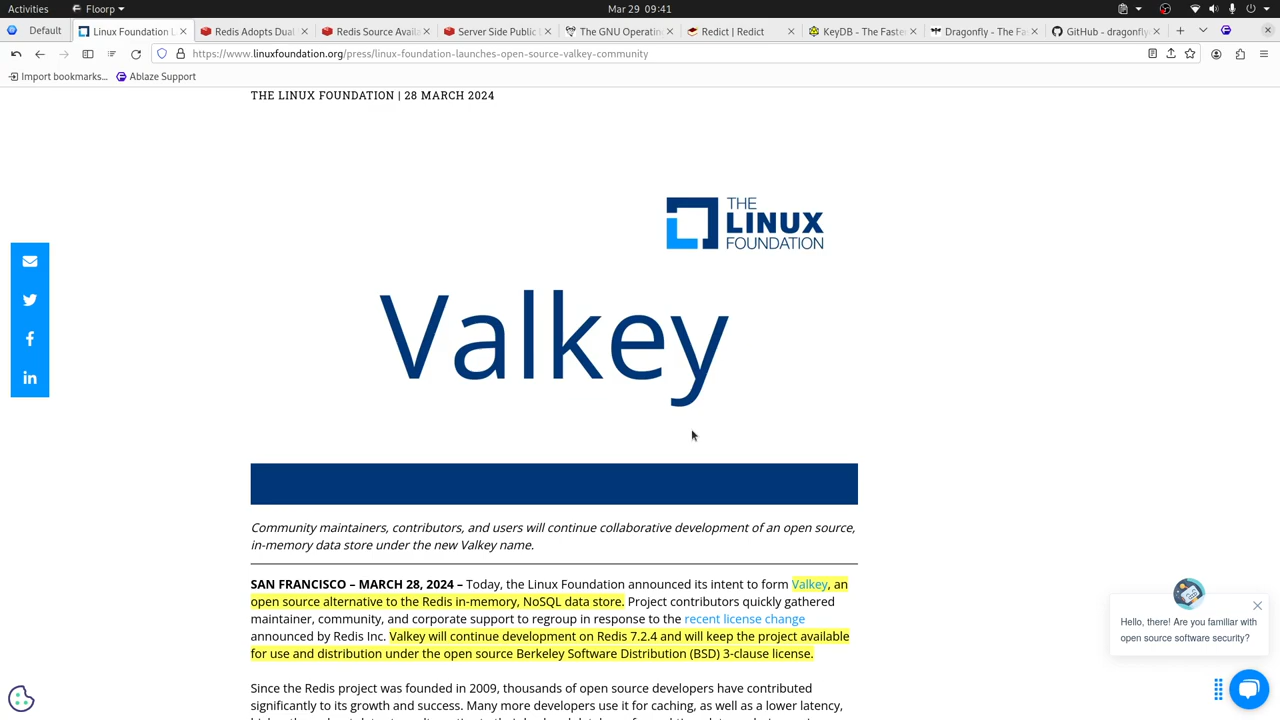 Activities
Floorp
Mar 29 09:41
Default
Linux Foundation L
Redis Adopts Dual
Redis Source Availa
Server Side Public L
The GNU Operatin
Redict | Redict
KeyDB - The Faste
Dragonfly - The Fa
GitHub - dragonfly
https://www.linuxfoundation.org/press/linux-foundation-launches-open-source-valkey-community
Import bookmarks...
Ablaze Support
THE LINUX FOUNDATION | 28 MARCH 2024
THE
LINUX
FOUNDATION
Valkey
Community maintainers, contributors, and users will continue collaborative development of an open source,
in-memory data store under the new Valkey name.
SAN FRANCISCO – MARCH 28, 2024 – Today, the Linux Foundation announced its intent to form Valkey, an
open source alternative to the Redis in-memory, NoSQL data store. Project contributors quickly gathered
maintainer, community, and corporate support to regroup in response to the recent license change
announced by Redis Inc. Valkey will continue development on Redis 7.2.4 and will keep the project available
for use and distribution under the open source Berkeley Software Distribution (BSD) 3-clause license.
Since the Redis project was founded in 2009, thousands of open source developers have contributed
significantly to its growth and success. Many more developers use it for caching, as well as a lower latency,
Hello, there! Are you familiar with
open source software security?